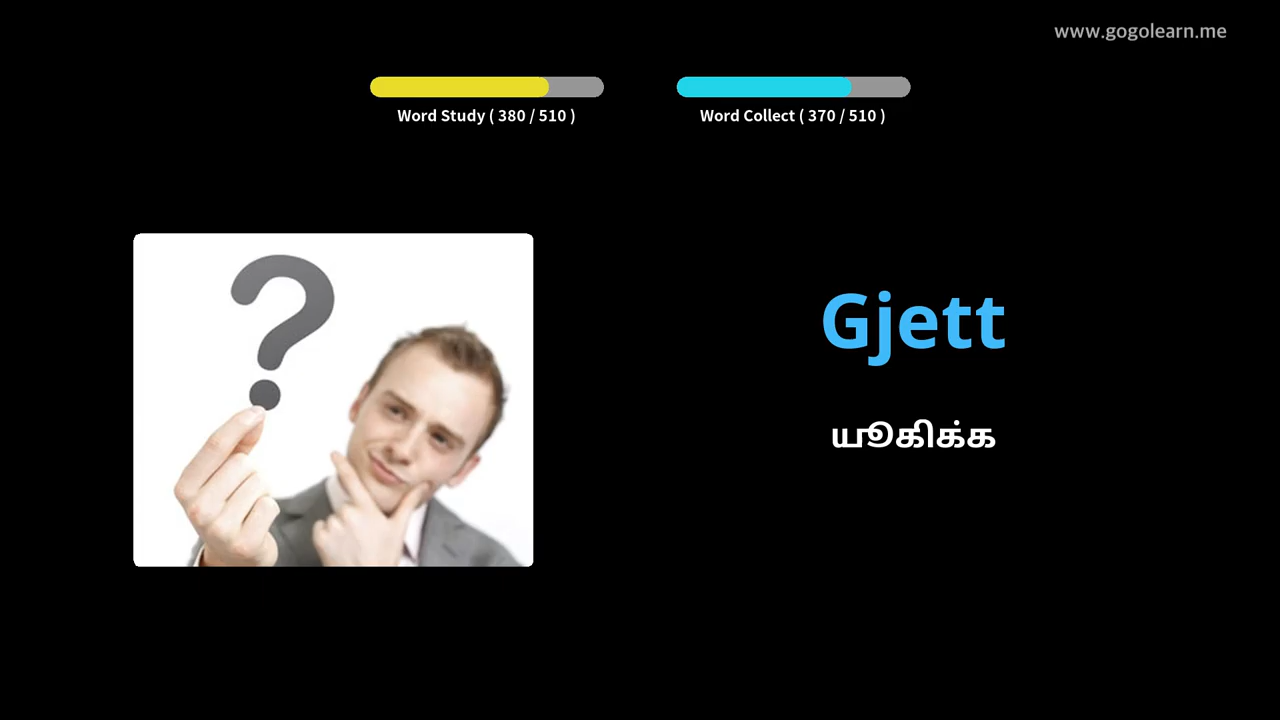 www.gogolearn.me
Word Study ( 380 / 510 )
Word Collect ( 370 / 510 )
?
Gjett
யூகிக்க